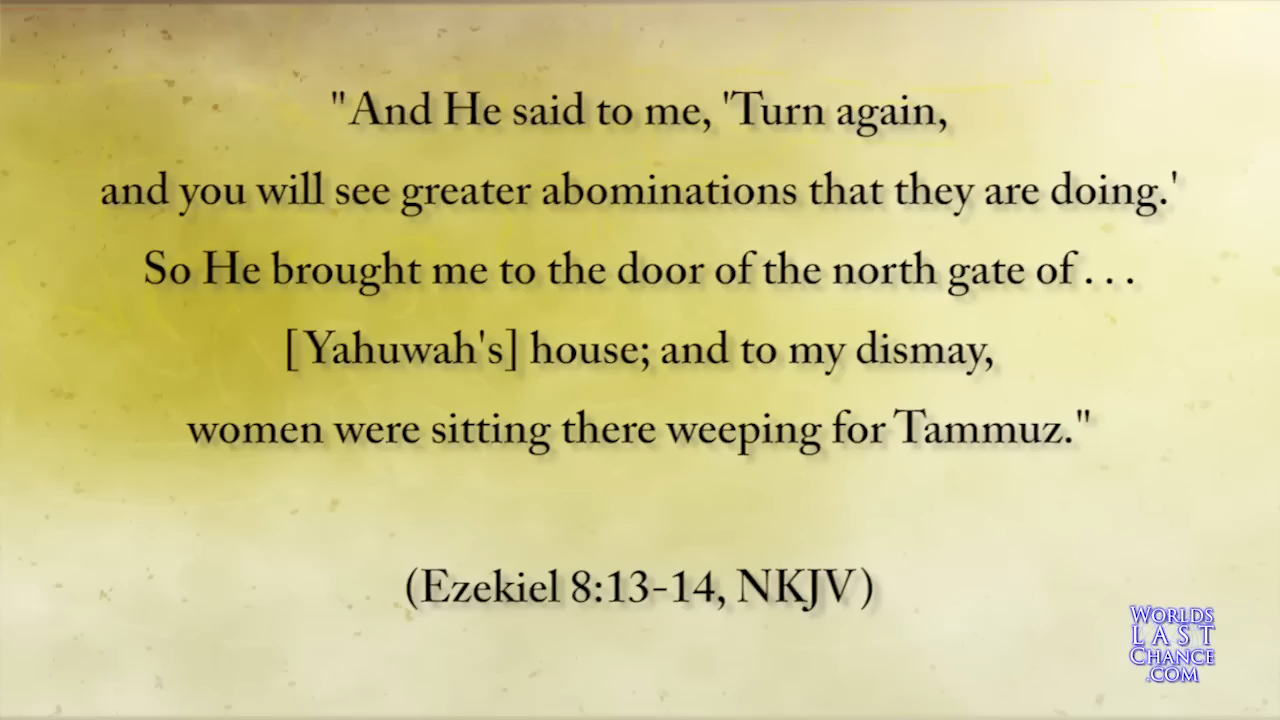 "And He said to me, 'Turn again,
and you will see greater abominations that they are doing.'
So He brought me to the door of the north gate of . . .
[Yahuwah's] house; and to my dismay,
women were sitting there weeping for Tammuz."
(Ezekiel 8:13-14, NKJV)
WORLDS
LAST
CHANCE
.COM